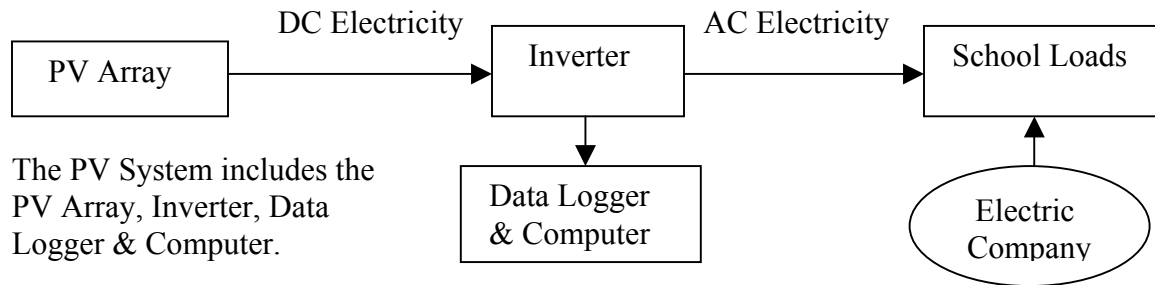 DC Electricity
AC Electricity
PV Array
Inverter
School Loads
The PV System includes the
PV Array, Inverter, Data
Logger & Computer.
Data Logger
& Computer
Electric
Company